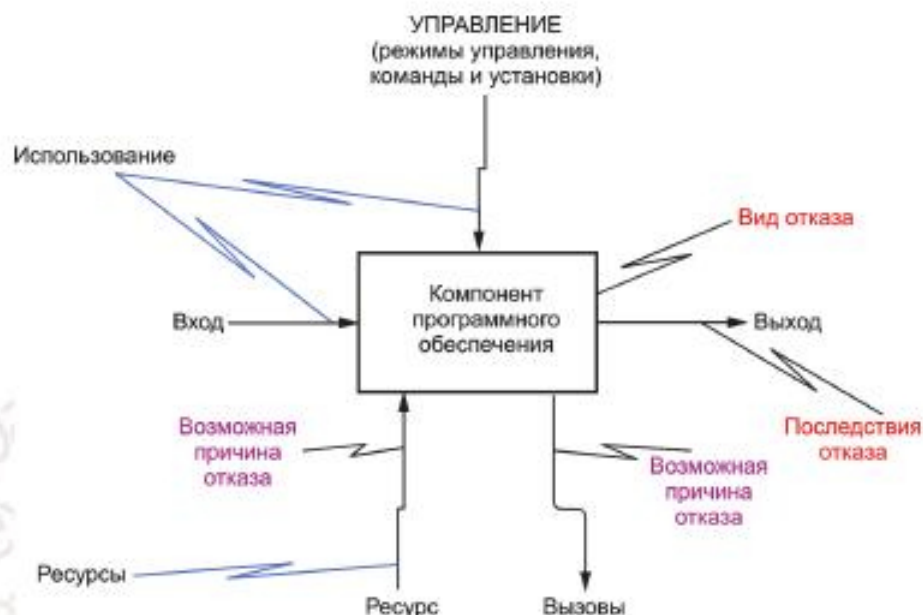 УПРАВЛЕНИЕ
(режимы управления,
команды и установки)
Использование
Вид отказа
Компонент
программного
обеспечения
Вход
Выход
Возможная
причина
отказа
Последствия
отказа
Возможная
причина
отказа
Ресурсы
Ресурс
Вызовы